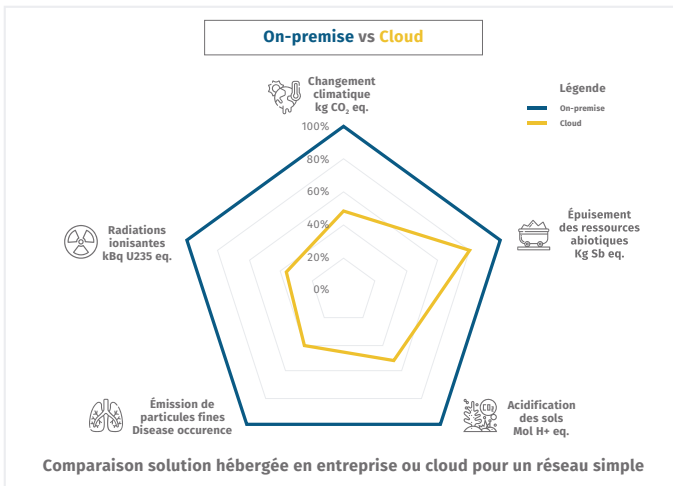 On-premise vs Cloud
Changement
climatique
kg CO₂ eq.
Légende
On-premise
Cloud
100%
80%
60%
40%
20%
0%
Radiations
ionisantes
kBq U235 eq.
Épuisement
des ressources
abiotiques
Kg Sb eq.
Émission de
particules fines
Disease occurence
CO₂
Acidification
des sols
Mol H+ eq.
Comparaison solution hébergée en entreprise ou cloud pour un réseau simple